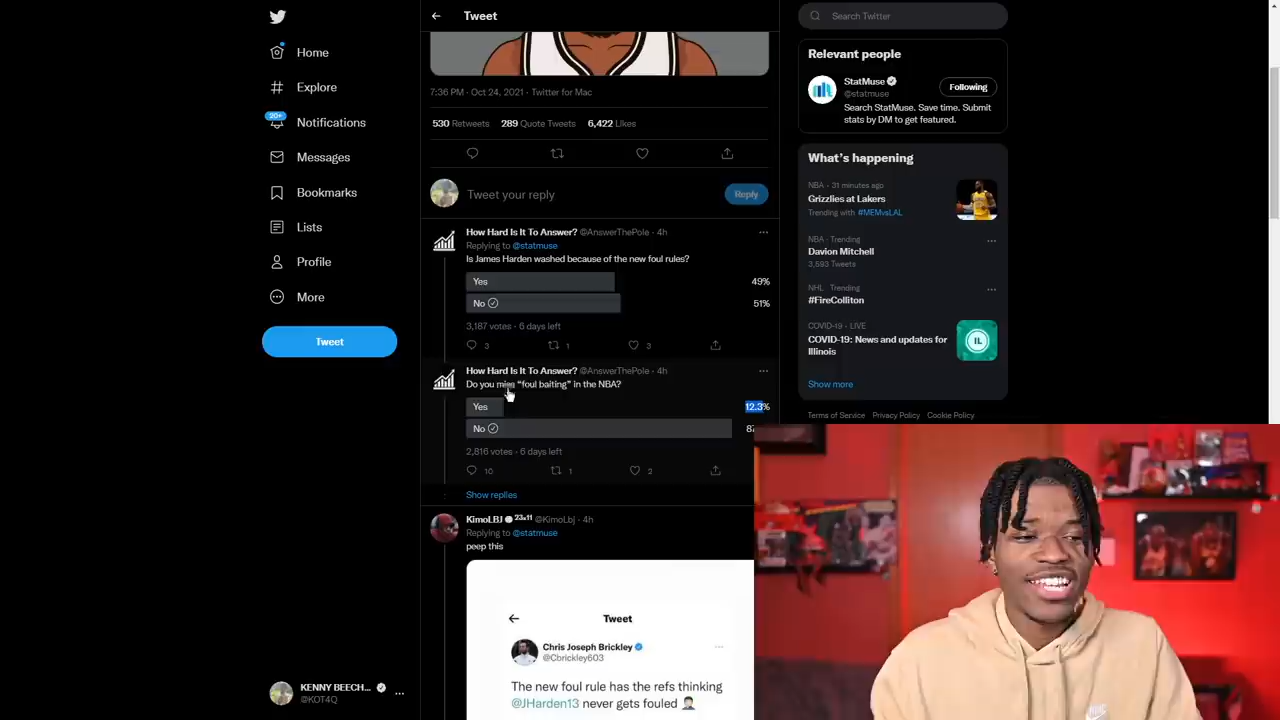 Home
Explore
20+
Notifications
Messages
Bookmarks
Lists
Profile
More
Tweet
KENNY BEECH...
@KOT4Q
Tweet
7:36 PM · Oct 24, 2021 · Twitter for Mac
530 Retweets 289 Quote Tweets 6,422 Likes
Tweet your reply
Reply
How Hard Is It To Answer? @AnswerThePole · 4h
Replying to @statmuse
Is James Harden washed because of the new foul rules?
Yes 49%
No 51%
3,187 votes · 6 days left
3 1 3
How Hard Is It To Answer? @AnswerThePole · 4h
Do you miss "foul baiting" in the NBA?
Yes 12.3%
No 87
2,816 votes · 6 days left
10 1 2
Show replies
KimoLBJ 23x11 @KimoLbj · 4h
Replying to @statmuse
peep this
Tweet
Chris Joseph Brickley
@Cbrickley603
The new foul rule has the refs thinking
@JHarden13 never gets fouled
Search Twitter
Relevant people
StatMuse
@statmuse
Following
Search StatMuse. Save time. Submit
stats by DM to get featured.
What's happening
NBA · 31 minutes ago
Grizzlies at Lakers
Trending with #MEMvsLAL
NBA · Trending
Davion Mitchell
3,593 Tweets
NHL · Trending
#FireColliton
COVID-19 · LIVE
COVID-19: News and updates for
Illinois
IL
Show more
Terms of Service Privacy Policy Cookie Policy